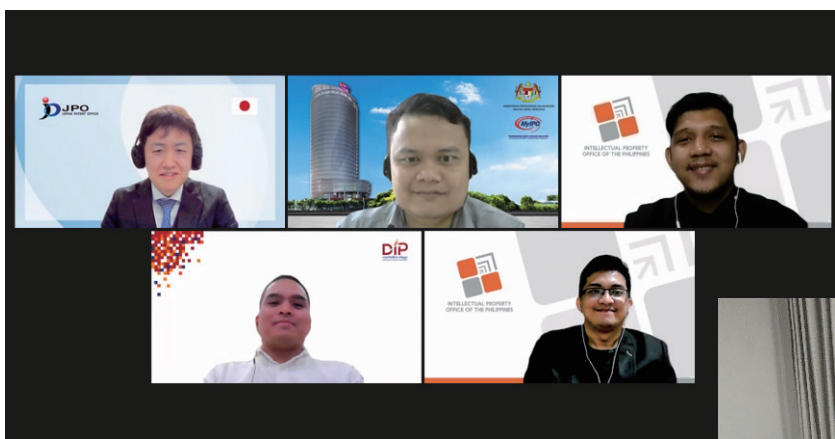 JPO
JAPAN PATENT OFFICE
MyIPO
INTELLECTUAL PROPERTY
OFFICE OF THE PHILIPPINES
DIP
INTELLECTUAL PROPERTY
OFFICE OF THE PHILIPPINES